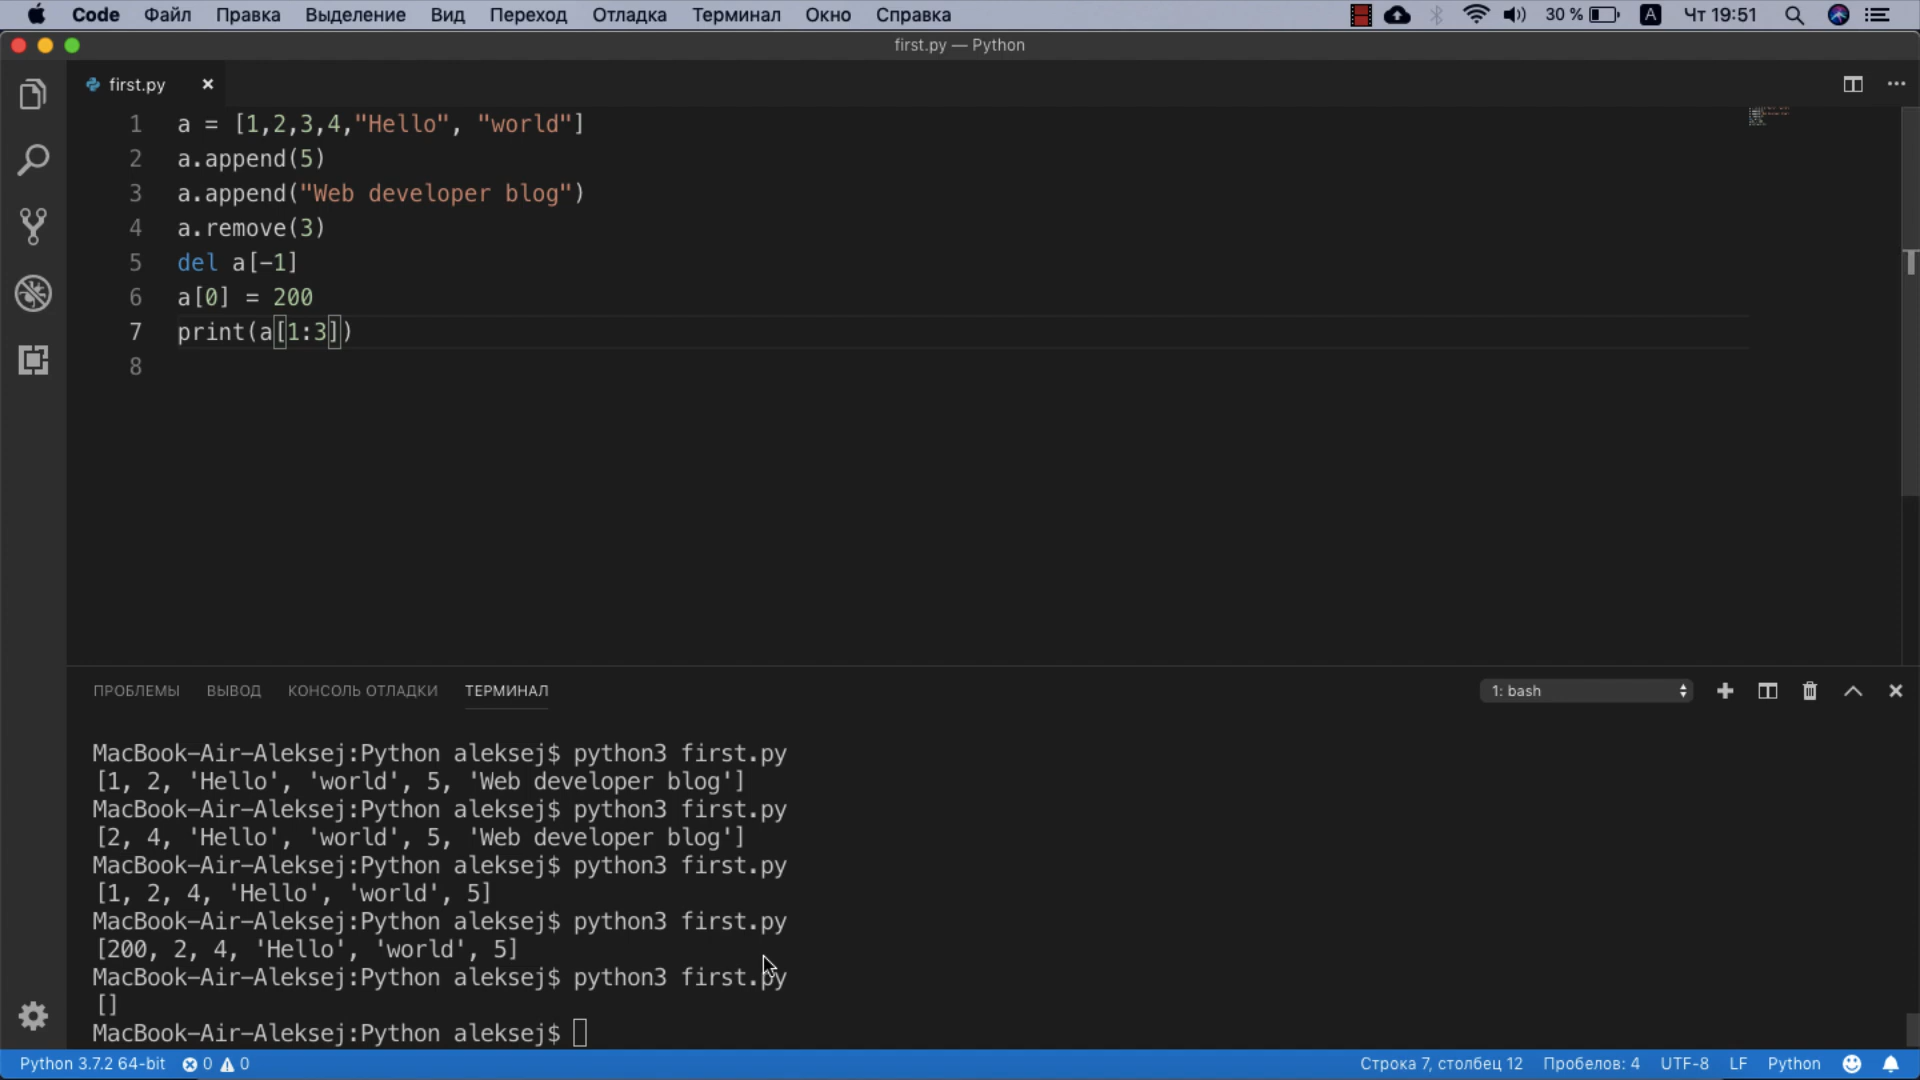 Code Файл Правка Выделение Вид Переход Отладка Терминал Окно Справка 30 % A Чт 19:51
first.py — Python
first.py
1 a = [1,2,3,4,"Hello", "world"]
2 a.append(5)
3 a.append("Web developer blog")
4 a.remove(3)
5 del a[-1]
6 a[0] = 200
7 print(a[1:3])
8
ПРОБЛЕМЫ ВЫВОД КОНСОЛЬ ОТЛАДКИ ТЕРМИНАЛ 1: bash
MacBook-Air-Aleksej:Python aleksej$ python3 first.py
[1, 2, 'Hello', 'world', 5, 'Web developer blog']
MacBook-Air-Aleksej:Python aleksej$ python3 first.py
[2, 4, 'Hello', 'world', 5, 'Web developer blog']
MacBook-Air-Aleksej:Python aleksej$ python3 first.py
[1, 2, 4, 'Hello', 'world', 5]
MacBook-Air-Aleksej:Python aleksej$ python3 first.py
[200, 2, 4, 'Hello', 'world', 5]
MacBook-Air-Aleksej:Python aleksej$ python3 first.py
[]
MacBook-Air-Aleksej:Python aleksej$
Python 3.7.2 64-bit 0 0 Строка 7, столбец 12 Пробелов: 4 UTF-8 LF Python